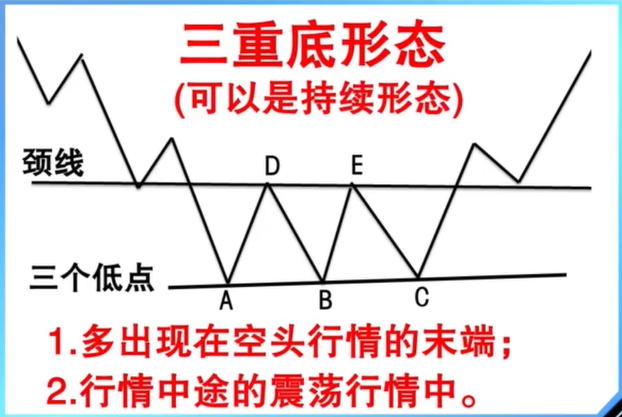 三重底形态
(可以是持续形态)
颈线
D
E
三个低点
A
B
C
1.多出现在空头行情的末端；
2.行情中途的震荡行情中。